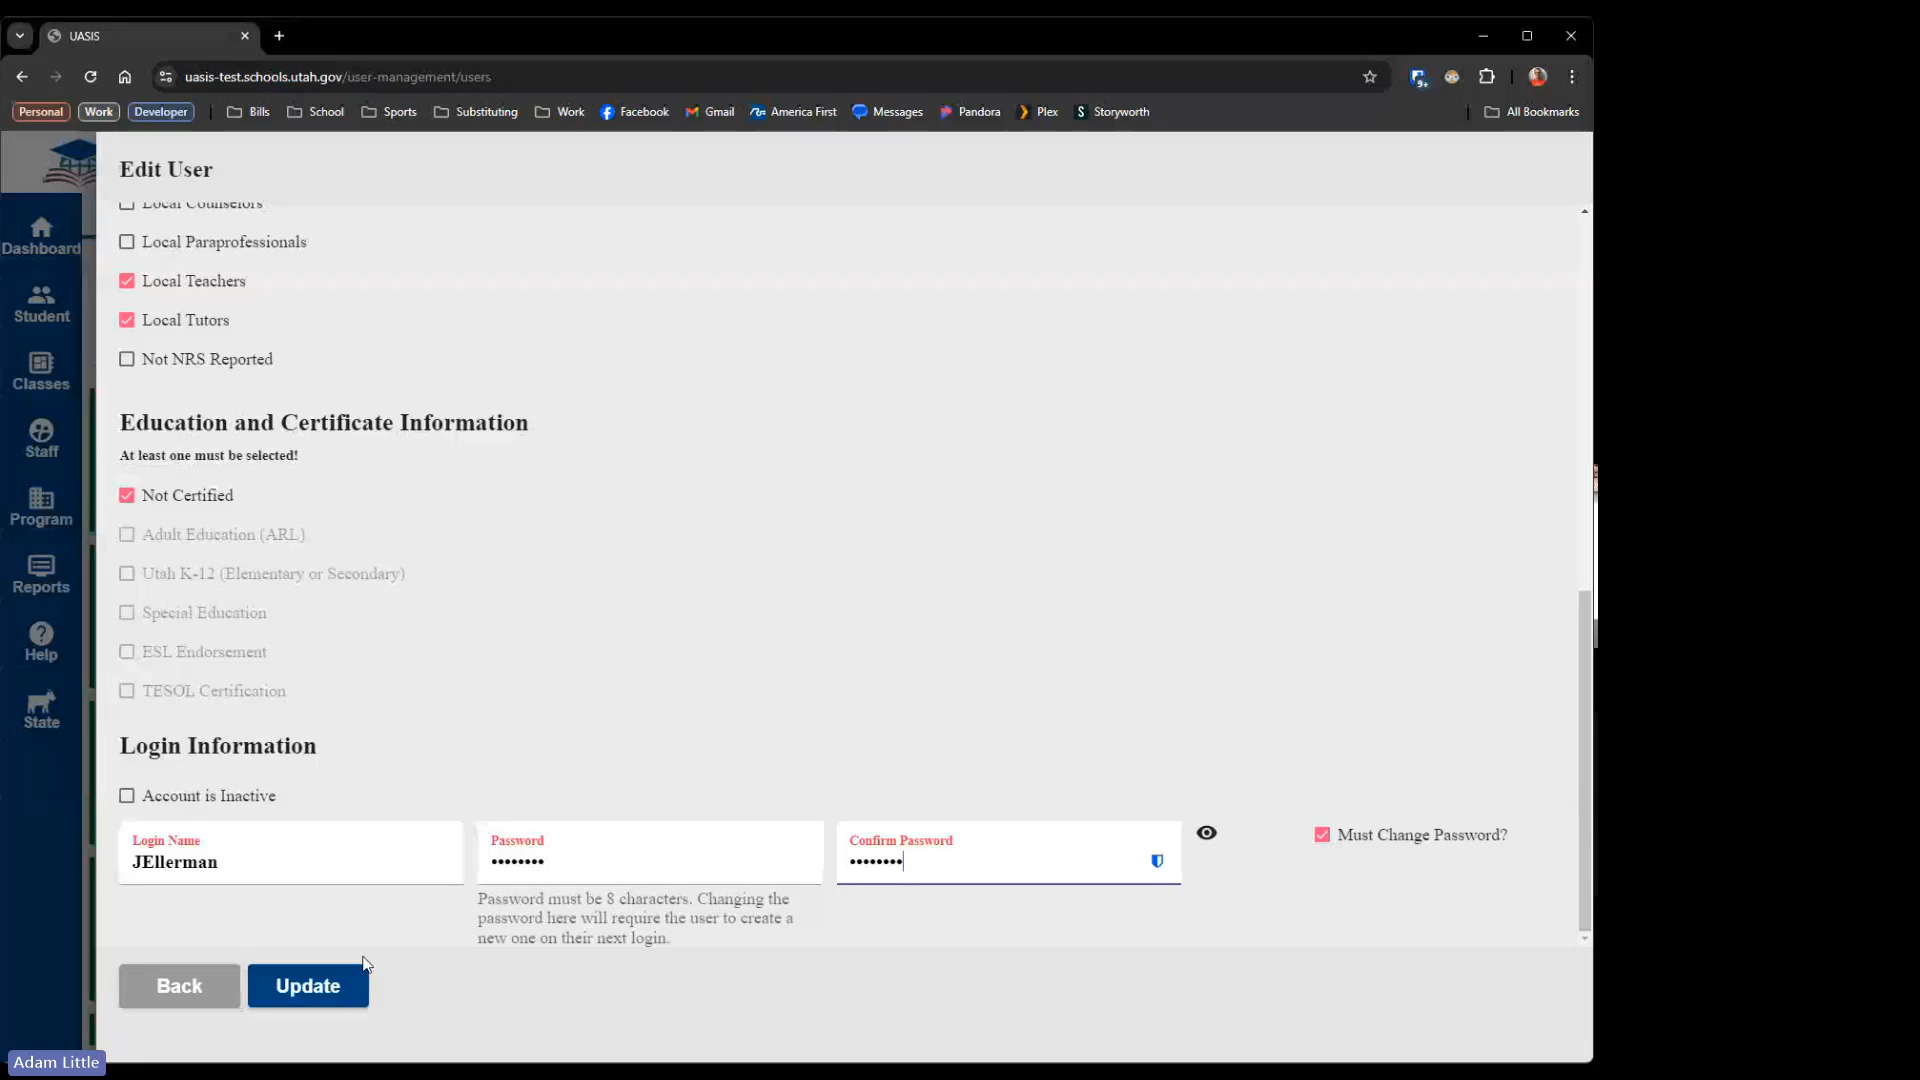 UASIS
uasis-test.schools.utah.gov/user-management/users
Personal Work Developer Bills School Sports Substituting Work Facebook Gmail America First Messages Pandora Plex S Storyworth All Bookmarks
9+
Edit User
Local Counselors
Local Paraprofessionals
Local Teachers
Local Tutors
Not NRS Reported
Education and Certificate Information
At least one must be selected!
Not Certified
Adult Education (ARL)
Utah K-12 (Elementary or Secondary)
Special Education
ESL Endorsement
TESOL Certification
Login Information
Account is Inactive
Login Name
JEllerman
Password
••••••••
Confirm Password
••••••••
Must Change Password?
Password must be 8 characters. Changing the
password here will require the user to create a
new one on their next login.
Back
Update
Dashboard
Student
Classes
Staff
Program
Reports
Help
State
Adam Little